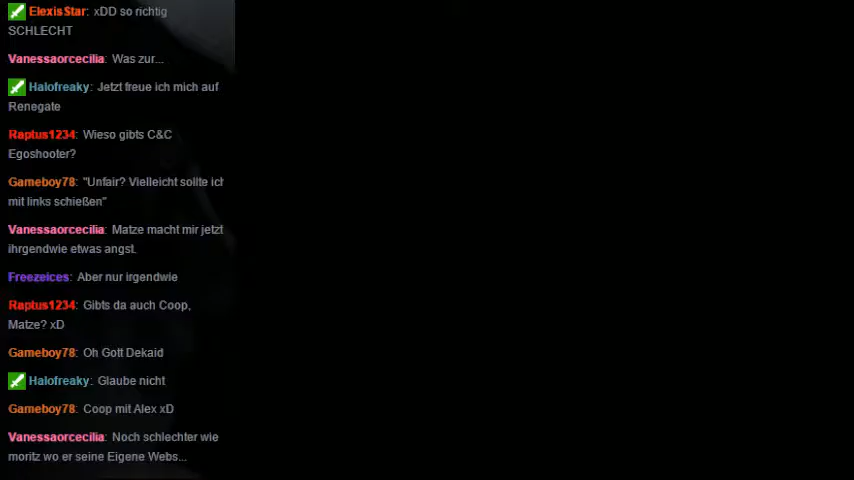 ElexisStar: xDD so richtig
SCHLECHT
Vanessaorcecilia: Was zur...
Halofreaky: Jetzt freue ich mich auf
Renegate
Raptus1234: Wieso gibts C&C
Egoshooter?
Gameboy78: "Unfair? Vielleicht sollte ich
mit links schießen"
Vanessaorcecilia: Matze macht mir jetzt
ihrgendwie etwas angst.
Freezeices: Aber nur irgendwie
Raptus1234: Gibts da auch Coop,
Matze? xD
Gameboy78: Oh Gott Dekaid
Halofreaky: Glaube nicht
Gameboy78: Coop mit Alex xD
Vanessaorcecilia: Noch schlechter wie
moritz wo er seine Eigene Webs...